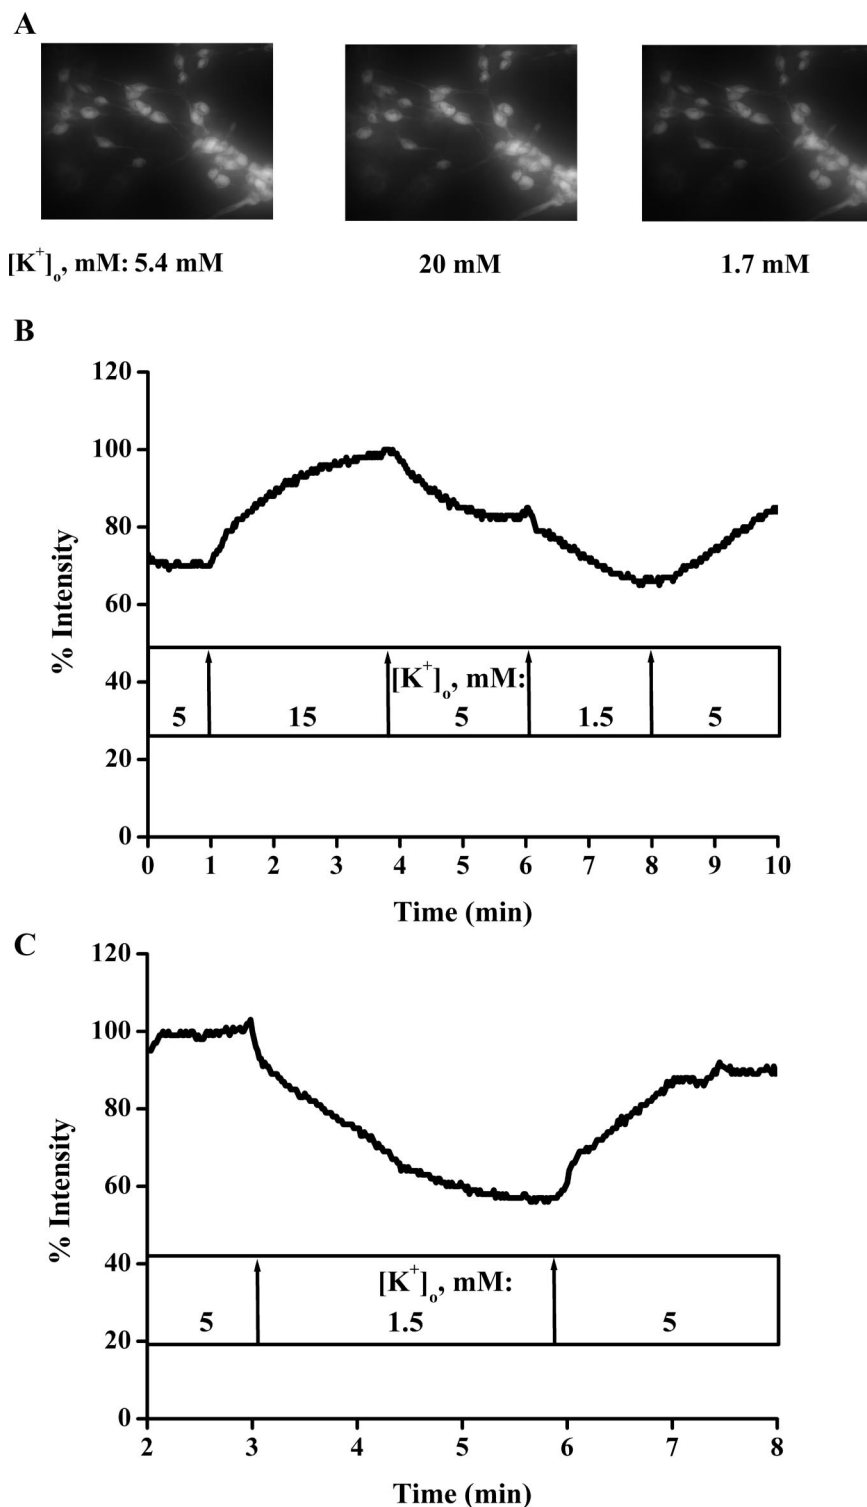 A
[K+]o, mM: 5.4 mM 20 mM 1.7 mM
B
120
100
80
60
40
20
0
% Intensity
[K+]o, mM:
5 15 5 1.5 5
0 1 2 3 4 5 6 7 8 9 10
Time (min)
C
120
100
80
60
40
20
0
% Intensity
[K+]o, mM:
5 1.5 5
2 3 4 5 6 7 8
Time (min)